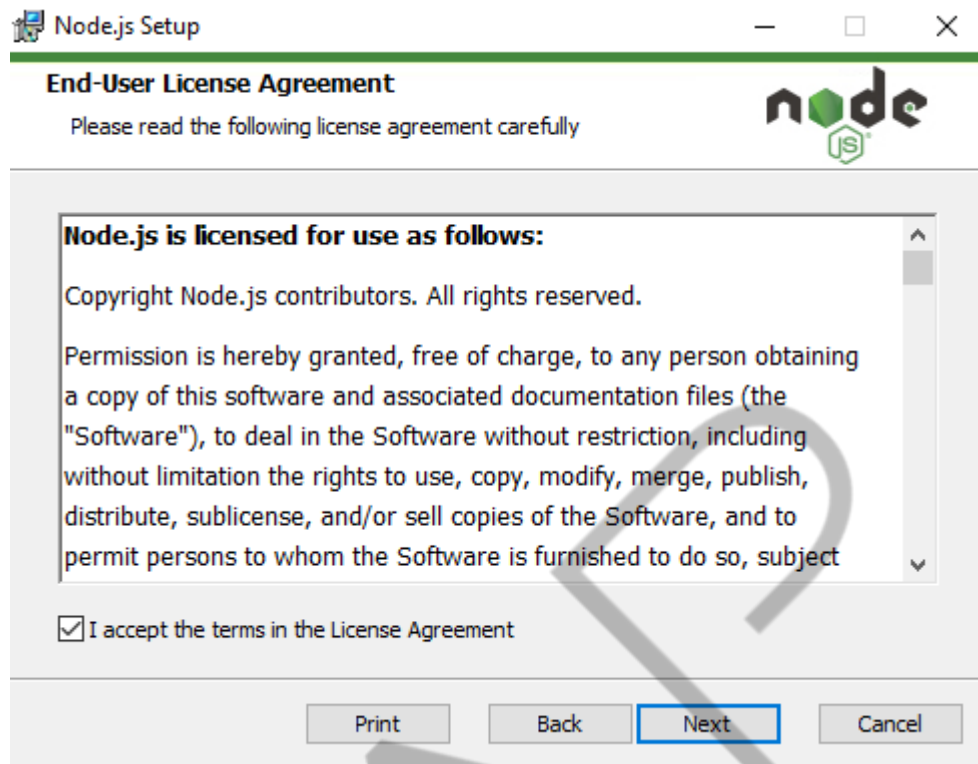 Node.js Setup
End-User License Agreement
Please read the following license agreement carefully
node
JS
Node.js is licensed for use as follows:
Copyright Node.js contributors. All rights reserved.
Permission is hereby granted, free of charge, to any person obtaining
a copy of this software and associated documentation files (the
"Software"), to deal in the Software without restriction, including
without limitation the rights to use, copy, modify, merge, publish,
distribute, sublicense, and/or sell copies of the Software, and to
permit persons to whom the Software is furnished to do so, subject
I accept the terms in the License Agreement
Print Back Next Cancel